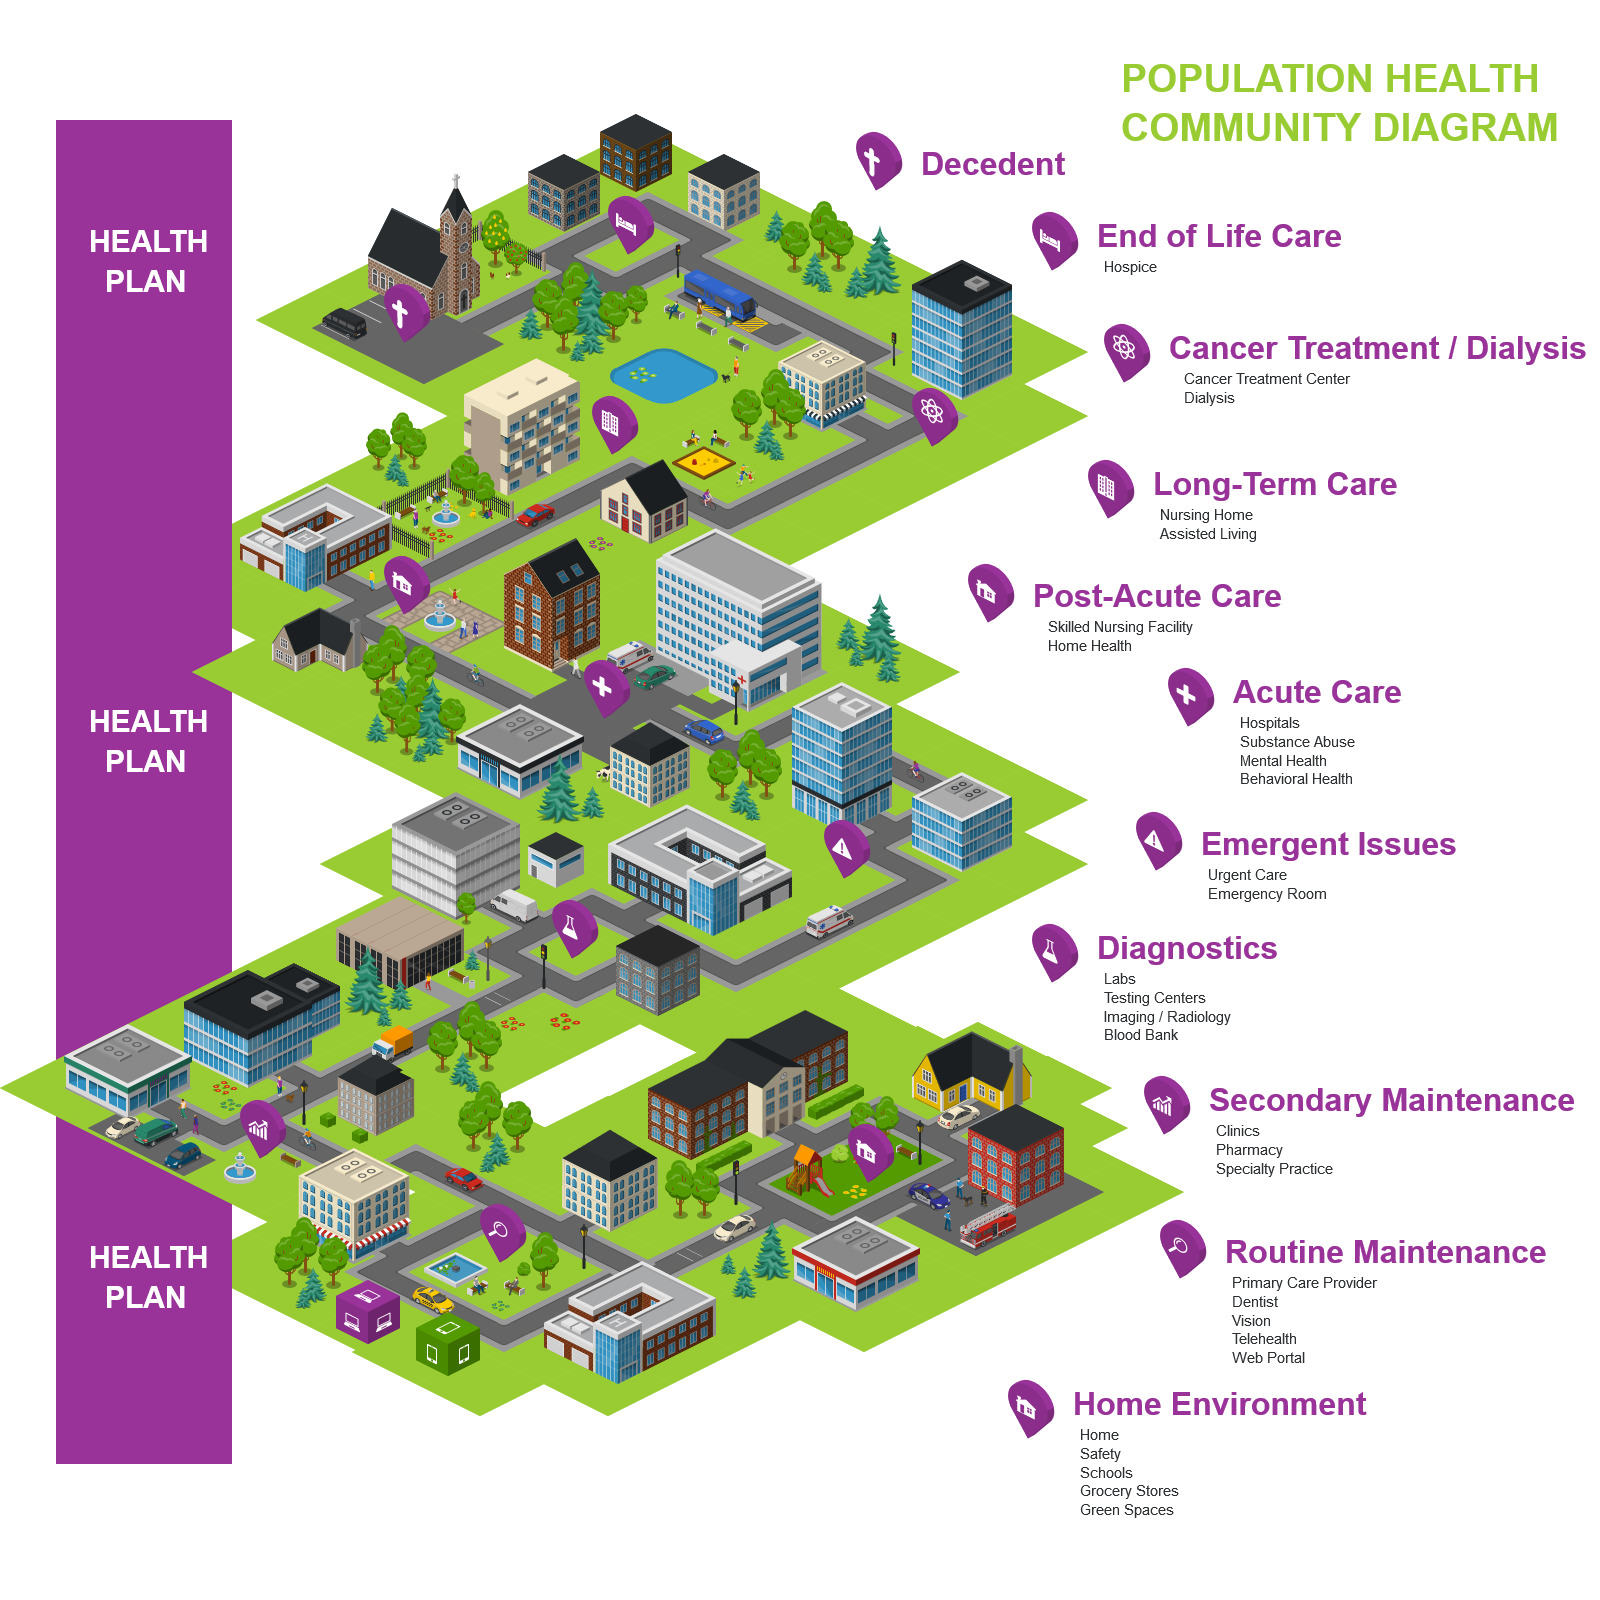 POPULATION HEALTH
COMMUNITY DIAGRAM
HEALTH
PLAN
HEALTH
PLAN
HEALTH
PLAN
Decedent
End of Life Care
Hospice
Cancer Treatment / Dialysis
Cancer Treatment Center
Dialysis
Long-Term Care
Nursing Home
Assisted Living
Post-Acute Care
Skilled Nursing Facility
Home Health
Acute Care
Hospitals
Substance Abuse
Mental Health
Behavioral Health
Emergent Issues
Urgent Care
Emergency Room
Diagnostics
Labs
Testing Centers
Imaging / Radiology
Blood Bank
Secondary Maintenance
Clinics
Pharmacy
Specialty Practice
Routine Maintenance
Primary Care Provider
Dentist
Vision
Telehealth
Web Portal
Home Environment
Home
Safety
Schools
Grocery Stores
Green Spaces
H
H